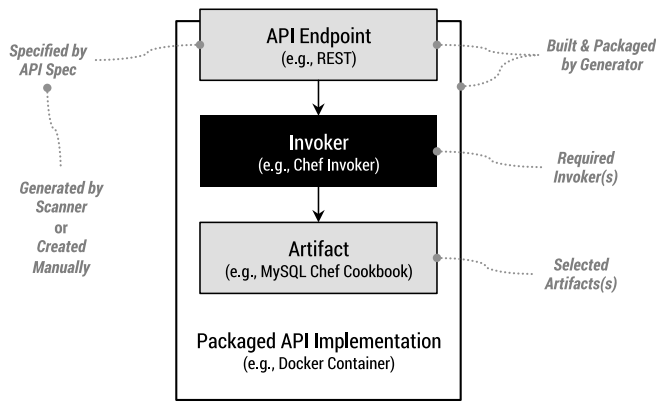 API Endpoint
(e.g., REST)
Specified by
API Spec
Built & Packaged
by Generator
Invoker
(e.g., Chef Invoker)
Required
Invoker(s)
Generated by
Scanner
or
Created
Manually
Artifact
(e.g., MySQL Chef Cookbook)
Selected
Artifacts(s)
Packaged API Implementation
(e.g., Docker Container)